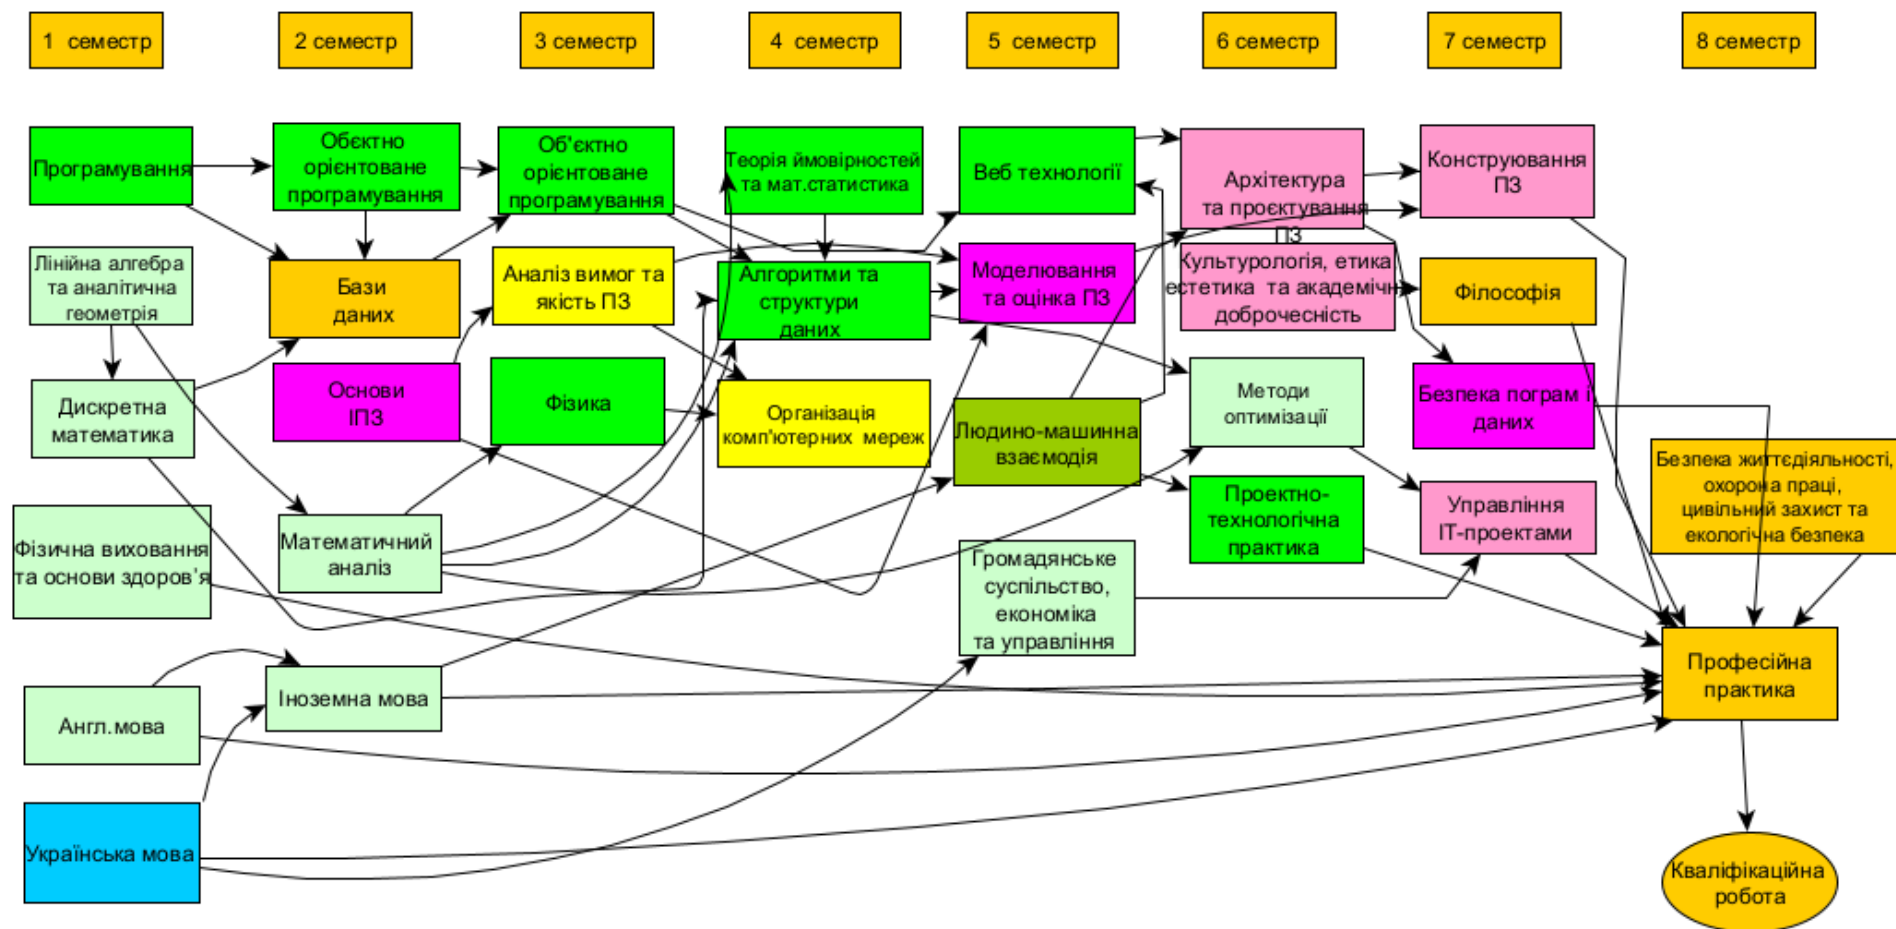 1 семестр
2 семестр
3 семестр
4 семестр
5 семестр
6 семестр
7 семестр
8 семестр
Програмування
Обєктно
орієнтоване
програмування
Об'єктно
орієнтоване
програмування
Теорія ймовірностей
та мат.статистика
Веб технології
Архітектура
та проєктування
ПЗ
Конструювання
ПЗ
Лінійна алгебра
та аналітична
геометрія
Бази
даних
Аналіз вимог та
якість ПЗ
Алгоритми та
структури
даних
Моделювання
та оцінка ПЗ
Культурологія, етика
естетика та академічна
доброчесність
Філософія
Дискретна
математика
Основи
ІПЗ
Фізика
Організація
комп'ютерних мереж
Людино-машинна
взаємодія
Методи
оптимізації
Безпека пограм і
даних
Безпека життєдіяльності,
охорона праці,
цивільний захист та
екологічна безпека
Фізична виховання
та основи здоров'я
Математичний
аналіз
Громадянське
суспільство,
економіка
та управління
Проектно-
технологічна
практика
Управління
ІТ-проектами
Англ.мова
Іноземна мова
Професійна
практика
Українська мова
Кваліфікаційна
робота